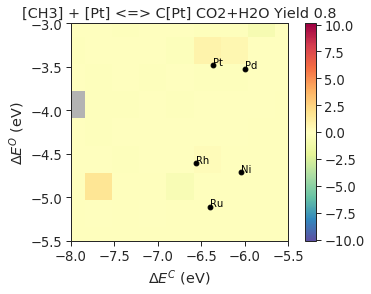 [CH3] + [Pt] <=> C[Pt] CO2+H2O Yield 0.8
−3.0
−3.5
−4.0
−4.5
−5.0
−5.5
ΔE^O (eV)
Pt
Pd
Rh
Ni
Ru
−8.0 −7.5 −7.0 −6.5 −6.0 −5.5
ΔE^C (eV)
10.0
7.5
5.0
2.5
0.0
−2.5
−5.0
−7.5
−10.0